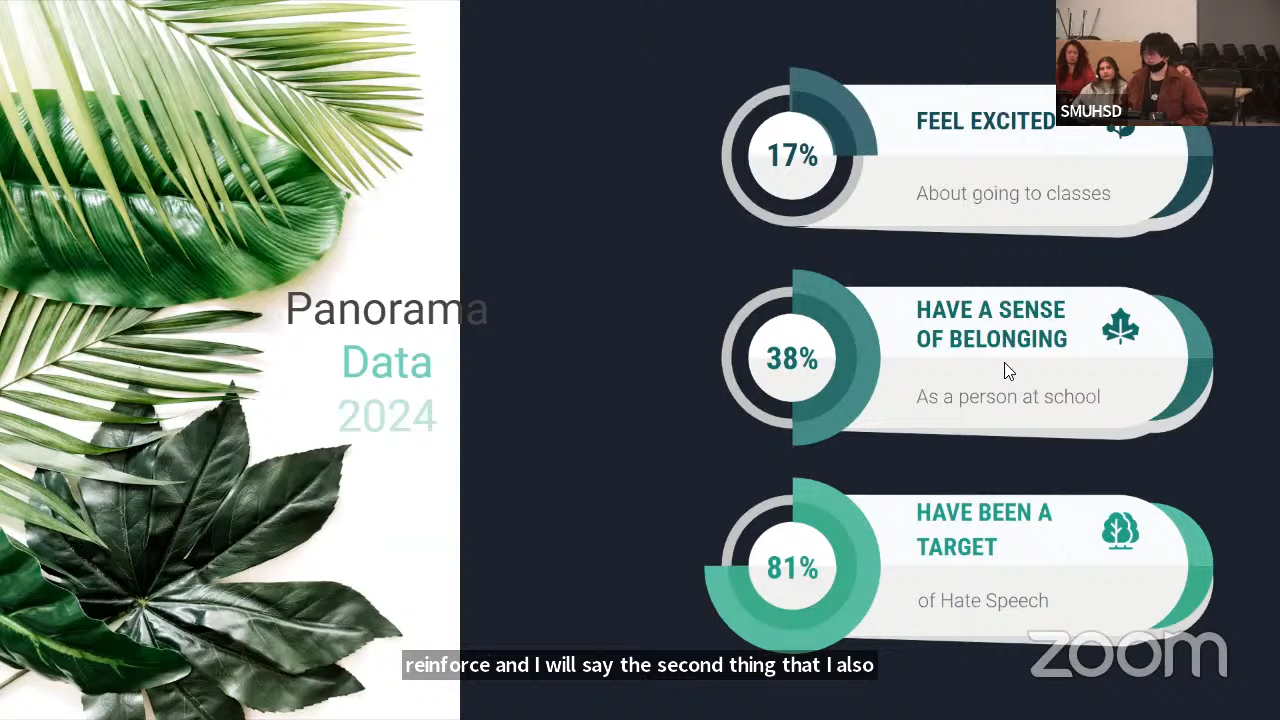 Panorama
Data
2024
17%
FEEL EXCITED
About going to classes
38%
HAVE A SENSE
OF BELONGING
As a person at school
81%
HAVE BEEN A
TARGET
of Hate Speech
SMUHSD
reinforce and I will say the second thing that I also
zoom